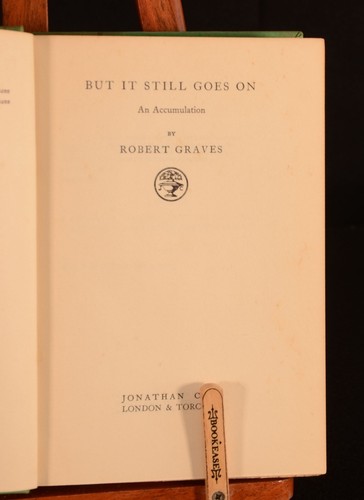 BUT IT STILL GOES ON
An Accumulation
BY
ROBERT GRAVES
JONATHAN C
LONDON & TORO
BOOKEASE